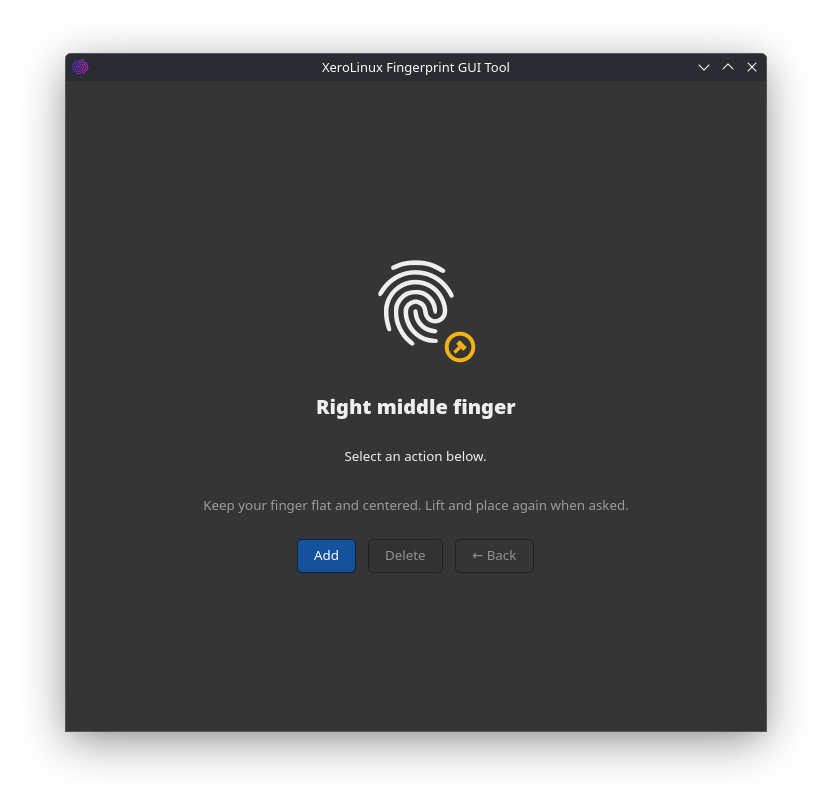 XeroLinux Fingerprint GUI Tool
Right middle finger
Select an action below.
Keep your finger flat and centered. Lift and place again when asked.
Add Delete ← Back